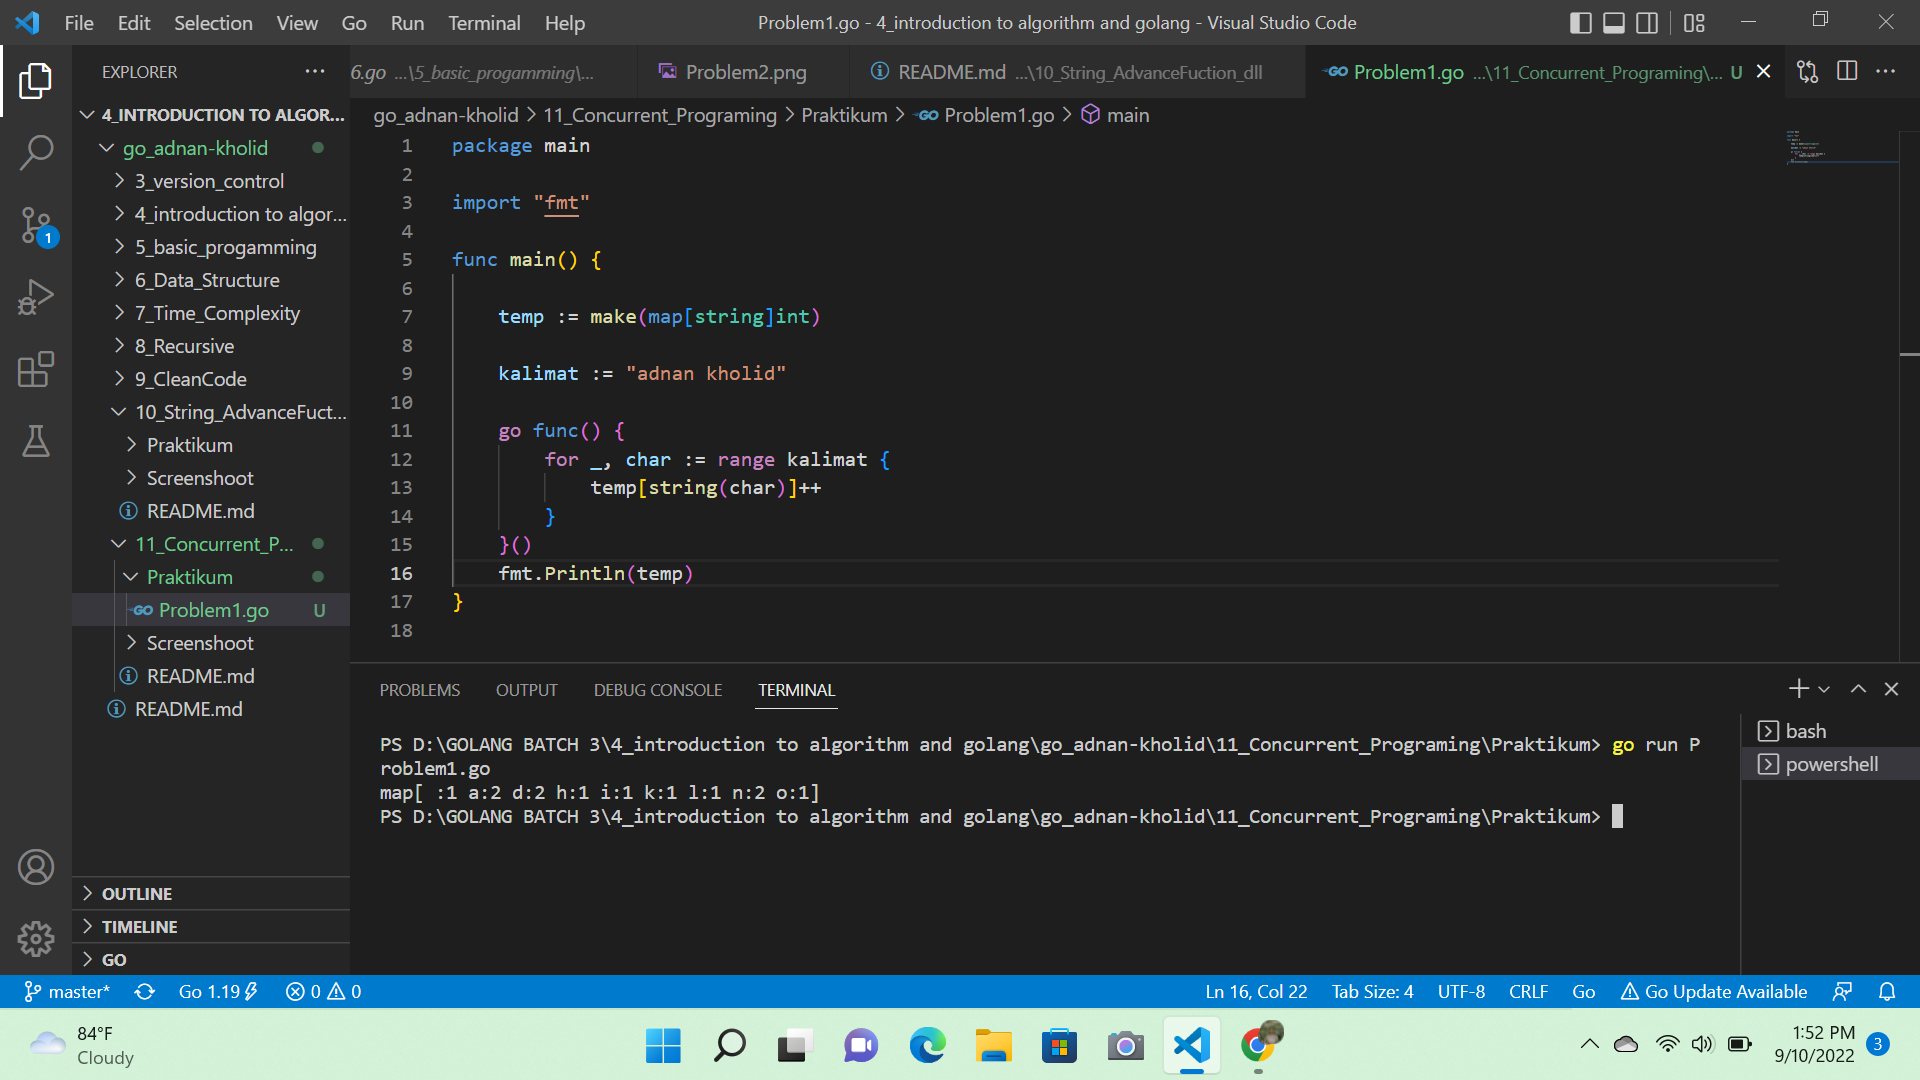 File Edit Selection View Go Run Terminal Help
Problem1.go - 4_introduction to algorithm and golang - Visual Studio Code
EXPLORER
6.go ...\5_basic_progamming\...
Problem2.png
README.md ...\10_String_AdvanceFuction_dll
Problem1.go ...\11_Concurrent_Programing\... U
4_INTRODUCTION TO ALGOR...
go_adnan-kholid
3_version_control
4_introduction to algor...
5_basic_progamming
6_Data_Structure
7_Time_Complexity
8_Recursive
9_CleanCode
10_String_AdvanceFuct...
Praktikum
Screenshoot
README.md
11_Concurrent_P...
Praktikum
Problem1.go U
Screenshoot
README.md
README.md
OUTLINE
TIMELINE
GO
1
go_adnan-kholid > 11_Concurrent_Programing > Praktikum > Problem1.go > main
1 package main
2
3 import "fmt"
4
5 func main() {
6
7 temp := make(map[string]int)
8
9 kalimat := "adnan kholid"
10
11 go func() {
12 for _, char := range kalimat {
13 temp[string(char)]++
14 }
15 }()
16 fmt.Println(temp)
17 }
18
PROBLEMS OUTPUT DEBUG CONSOLE TERMINAL
PS D:\GOLANG BATCH 3\4_introduction to algorithm and golang\go_adnan-kholid\11_Concurrent_Programing\Praktikum> go run P
roblem1.go
map[ :1 a:2 d:2 h:1 i:1 k:1 l:1 n:2 o:1]
PS D:\GOLANG BATCH 3\4_introduction to algorithm and golang\go_adnan-kholid\11_Concurrent_Programing\Praktikum>
bash
powershell
master* Go 1.19 0 0
Ln 16, Col 22 Tab Size: 4 UTF-8 CRLF Go Go Update Available
84°F
Cloudy
1:52 PM
9/10/2022
3